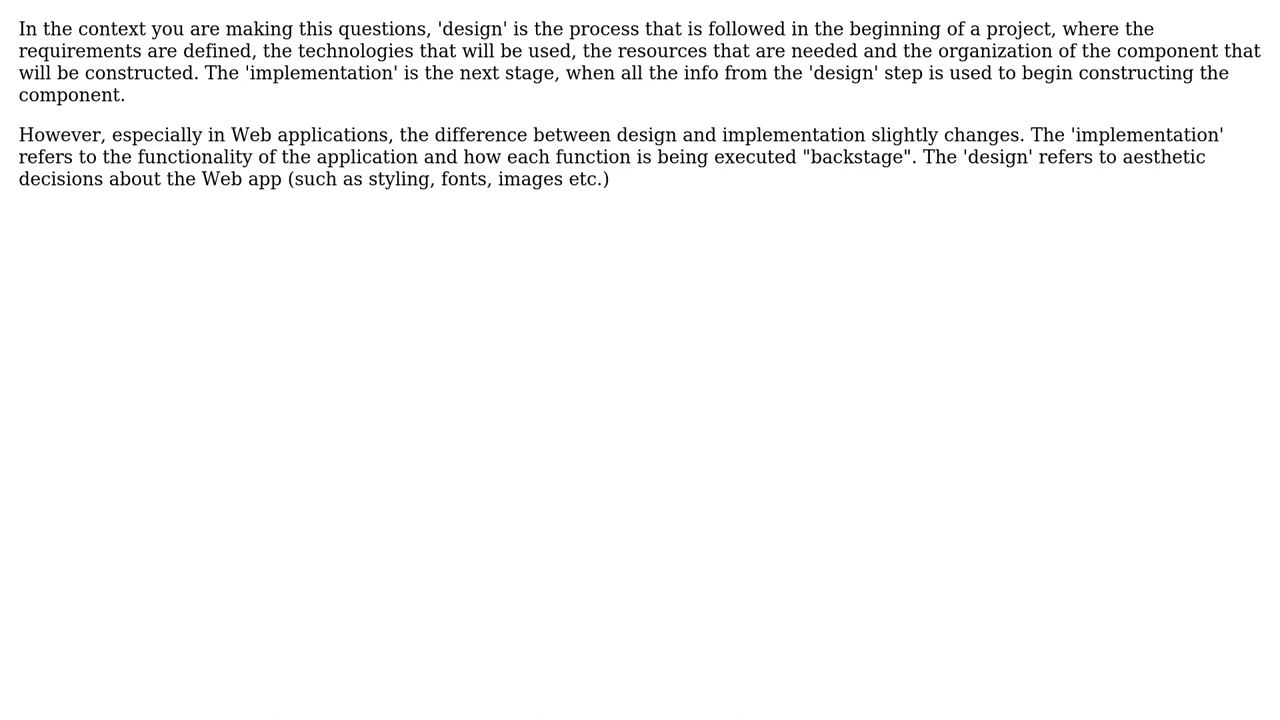 In the context you are making this questions, 'design' is the process that is followed in the beginning of a project, where the
requirements are defined, the technologies that will be used, the resources that are needed and the organization of the component that
will be constructed. The 'implementation' is the next stage, when all the info from the 'design' step is used to begin constructing the
component.
However, especially in Web applications, the difference between design and implementation slightly changes. The 'implementation'
refers to the functionality of the application and how each function is being executed "backstage". The 'design' refers to aesthetic
decisions about the Web app (such as styling, fonts, images etc.)